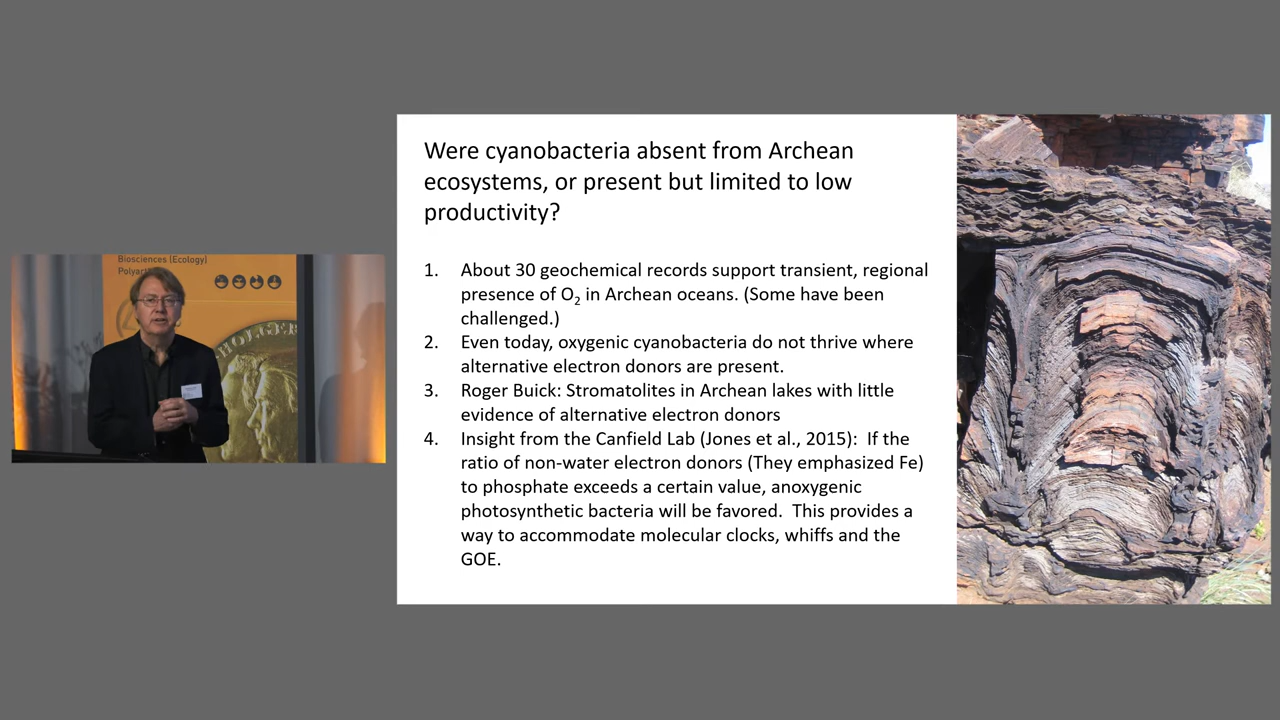 Biosciences (Ecology)
HOLGER
Were cyanobacteria absent from Archean
ecosystems, or present but limited to low
productivity?
1. About 30 geochemical records support transient, regional
presence of O₂ in Archean oceans. (Some have been
challenged.)
2. Even today, oxygenic cyanobacteria do not thrive where
alternative electron donors are present.
3. Roger Buick: Stromatolites in Archean lakes with little
evidence of alternative electron donors
4. Insight from the Canfield Lab (Jones et al., 2015): If the
ratio of non-water electron donors (They emphasized Fe)
to phosphate exceeds a certain value, anoxygenic
photosynthetic bacteria will be favored. This provides a
way to accommodate molecular clocks, whiffs and the
GOE.